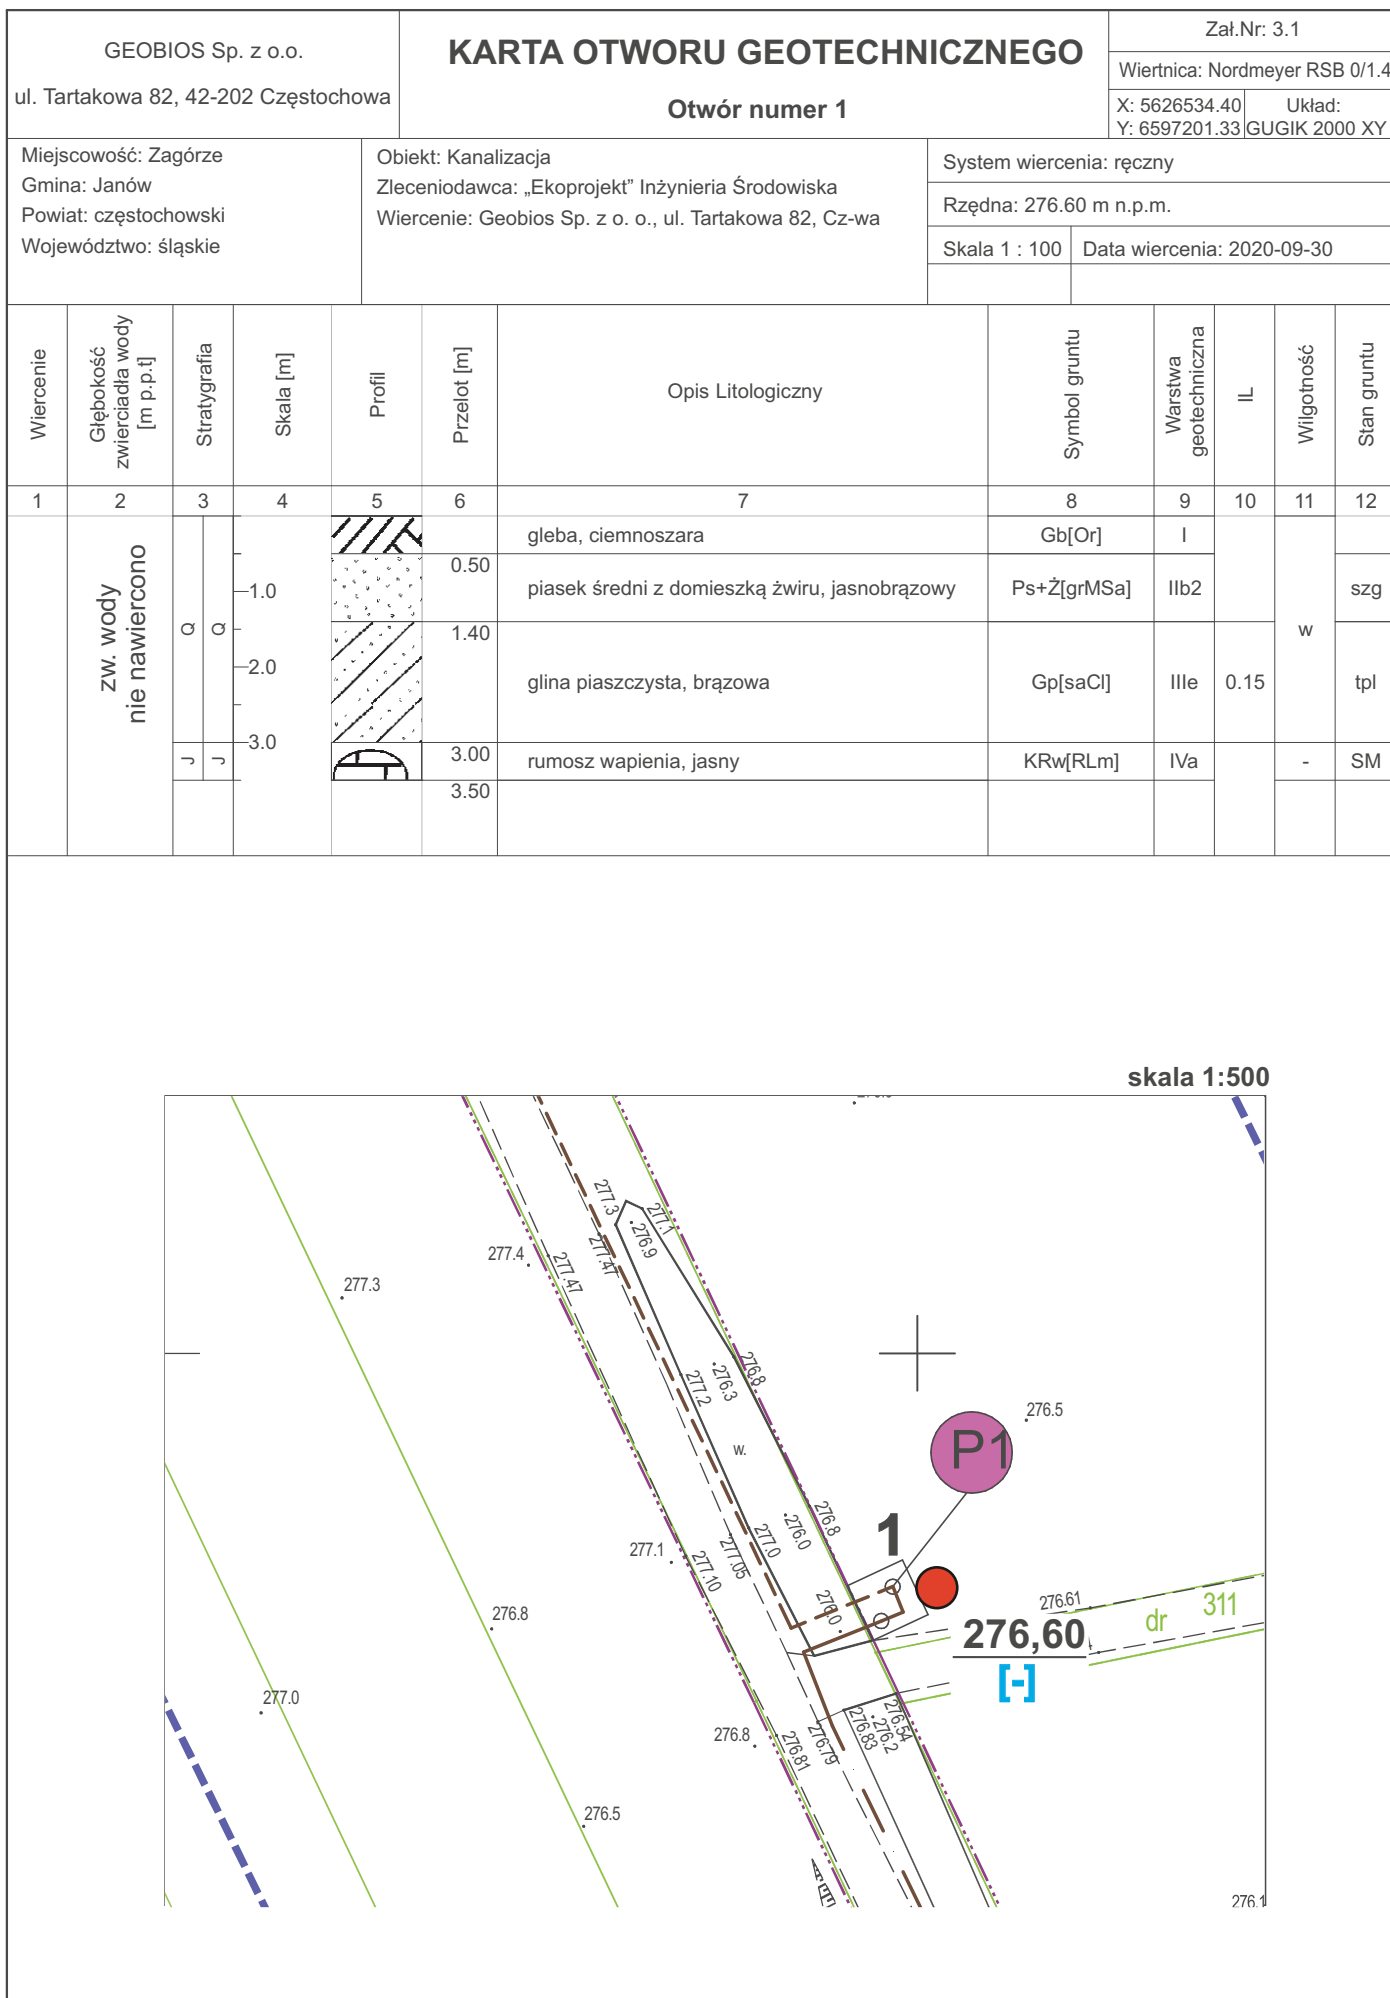 GEOBIOS Sp. z o.o.
ul. Tartakowa 82, 42-202 Częstochowa
KARTA OTWORU GEOTECHNICZNEGO
Otwór numer 1
Zał.Nr: 3.1
Wiertnica: Nordmeyer RSB 0/1.4
X: 5626534.40
Y: 6597201.33
Układ:
GUGIK 2000 XY
Miejscowość: Zagórze
Gmina: Janów
Powiat: częstochowski
Województwo: śląskie
Obiekt: Kanalizacja
Zleceniodawca: „Ekoprojekt” Inżynieria Środowiska
Wiercenie: Geobios Sp. z o. o., ul. Tartakowa 82, Cz-wa
System wiercenia: ręczny
Rzędna: 276.60 m n.p.m.
Skala 1 : 100
Data wiercenia: 2020-09-30
Wiercenie
Głębokość
zwierciadła wody
[m p.p.t]
Stratygrafia
Skala [m]
Profil
Przelot [m]
Opis Litologiczny
Symbol gruntu
Warstwa
geotechniczna
IL
Wilgotność
Stan gruntu
1 2 3 4 5 6 7 8 9 10 11 12
zw. wody
nie nawiercono
Q Q
J J
1.0
2.0
3.0
gleba, ciemnoszara Gb[Or] I
0.50
piasek średni z domieszką żwiru, jasnobrązowy Ps+Ż[grMSa] IIb2 szg
1.40
w
glina piaszczysta, brązowa Gp[saCl] IIIe 0.15 tpl
3.00
rumosz wapienia, jasny KRw[RLm] IVa - SM
3.50
skala 1:500
277.3
277.1
276.9
277.47
277.4
277.47
277.3
276.8
276.3
277.2
276.5
P1
w.
276.8
276.0
277.0
277.05
1
277.1
277.10
276.61
311
dr
276.0
276.8
276,60
[-]
277.0
276.54
276.2
276.83
276.79
276.8
276.81
276.5
276.1